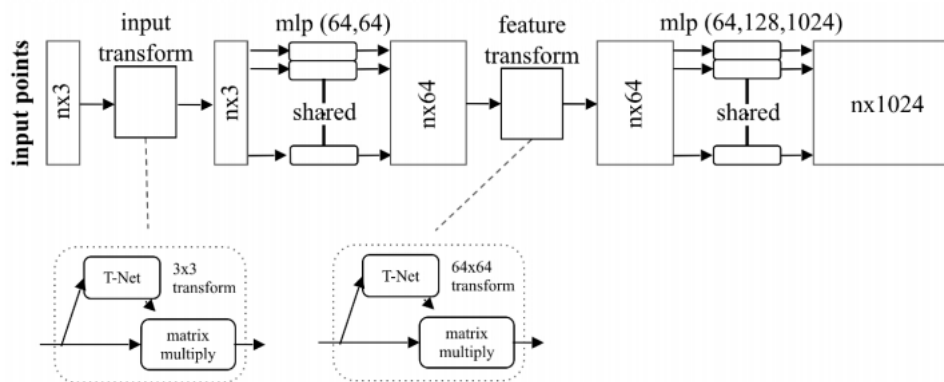 input points
nx3
input
transform
nx3
mlp (64,64)
shared
nx64
feature
transform
nx64
mlp (64,128,1024)
shared
nx1024
T-Net
3x3
transform
matrix
multiply
T-Net
64x64
transform
matrix
multiply